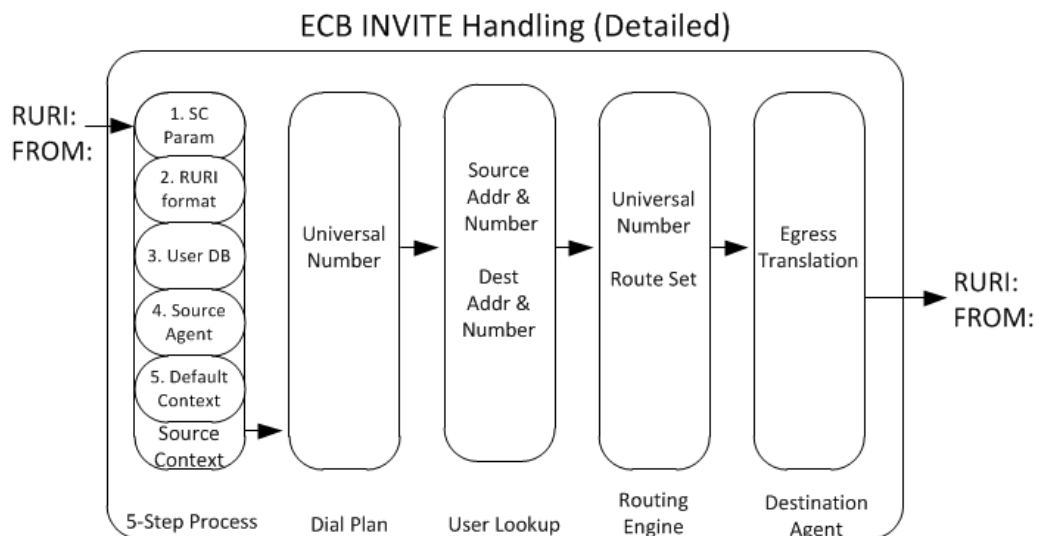 ECB INVITE Handling (Detailed)
RURI:
FROM:
1. SC
Param
2. RURI
format
3. User DB
4. Source
Agent
5. Default
Context
Source
Context
Universal
Number
Source
Addr &
Number
Dest
Addr &
Number
Universal
Number
Route Set
Egress
Translation
RURI:
FROM:
5-Step Process
Dial Plan
User Lookup
Routing
Engine
Destination
Agent